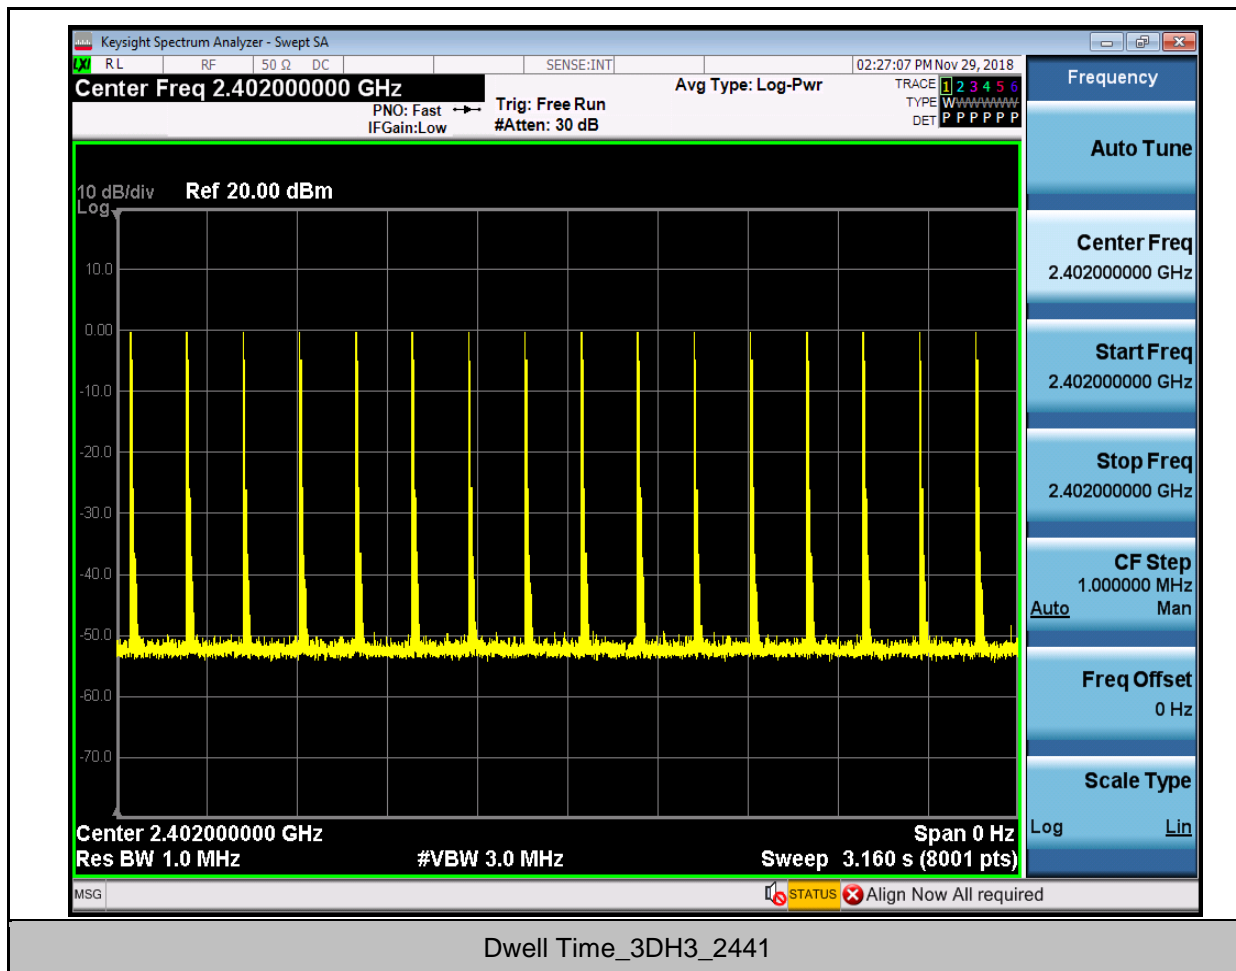 Keysight Spectrum Analyzer - Swept SA
LXI RL RF 50 Ω DC SENSE:INT 02:27:07 PM Nov 29, 2018
Center Freq 2.402000000 GHz
PNO: Fast
IFGain:Low
Trig: Free Run
#Atten: 30 dB
Avg Type: Log-Pwr
TRACE 1 2 3 4 5 6
TYPE WWWWWWW
DET P P P P P P
10 dB/div Ref 20.00 dBm
Log
10.0
0.00
-10.0
-20.0
-30.0
-40.0
-50.0
-60.0
-70.0
Center 2.402000000 GHz Span 0 Hz
Res BW 1.0 MHz #VBW 3.0 MHz Sweep 3.160 s (8001 pts)
Frequency
Auto Tune
Center Freq
2.402000000 GHz
Start Freq
2.402000000 GHz
Stop Freq
2.402000000 GHz
CF Step
1.000000 MHz
Auto Man
Freq Offset
0 Hz
Scale Type
Log Lin
MSG STATUS Align Now All required
Dwell Time_3DH3_2441